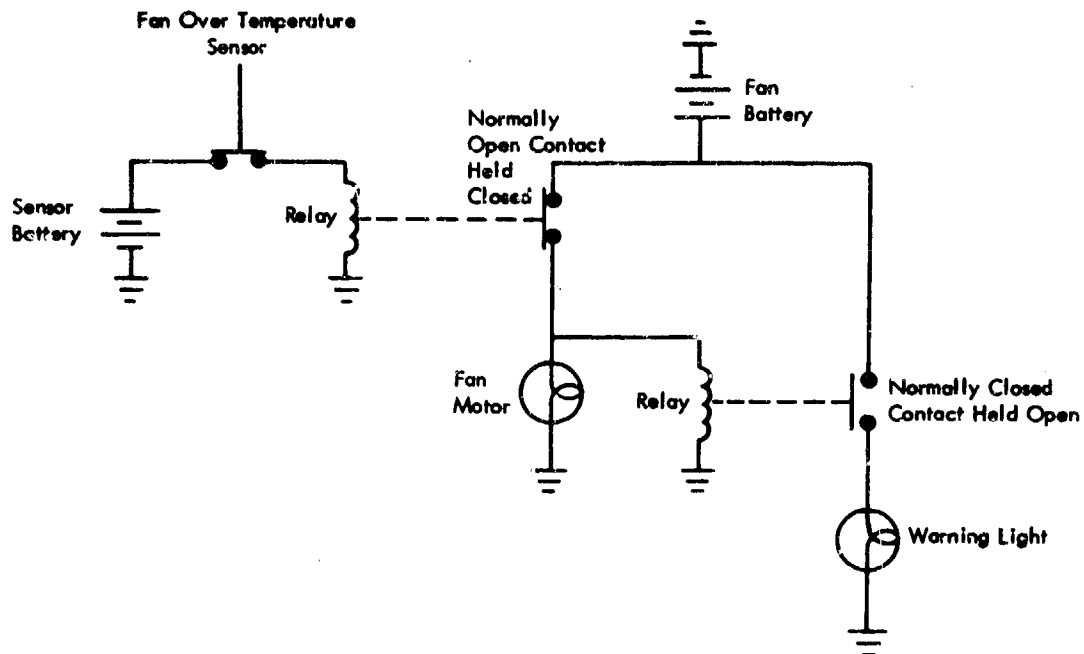 Fan Over Temperature
Sensor
Fan
Battery
Normally
Open Contact
Held
Closed
Sensor
Battery
Relay
Fan
Motor
Relay
Normally Closed
Contact Held Open
Warning Light